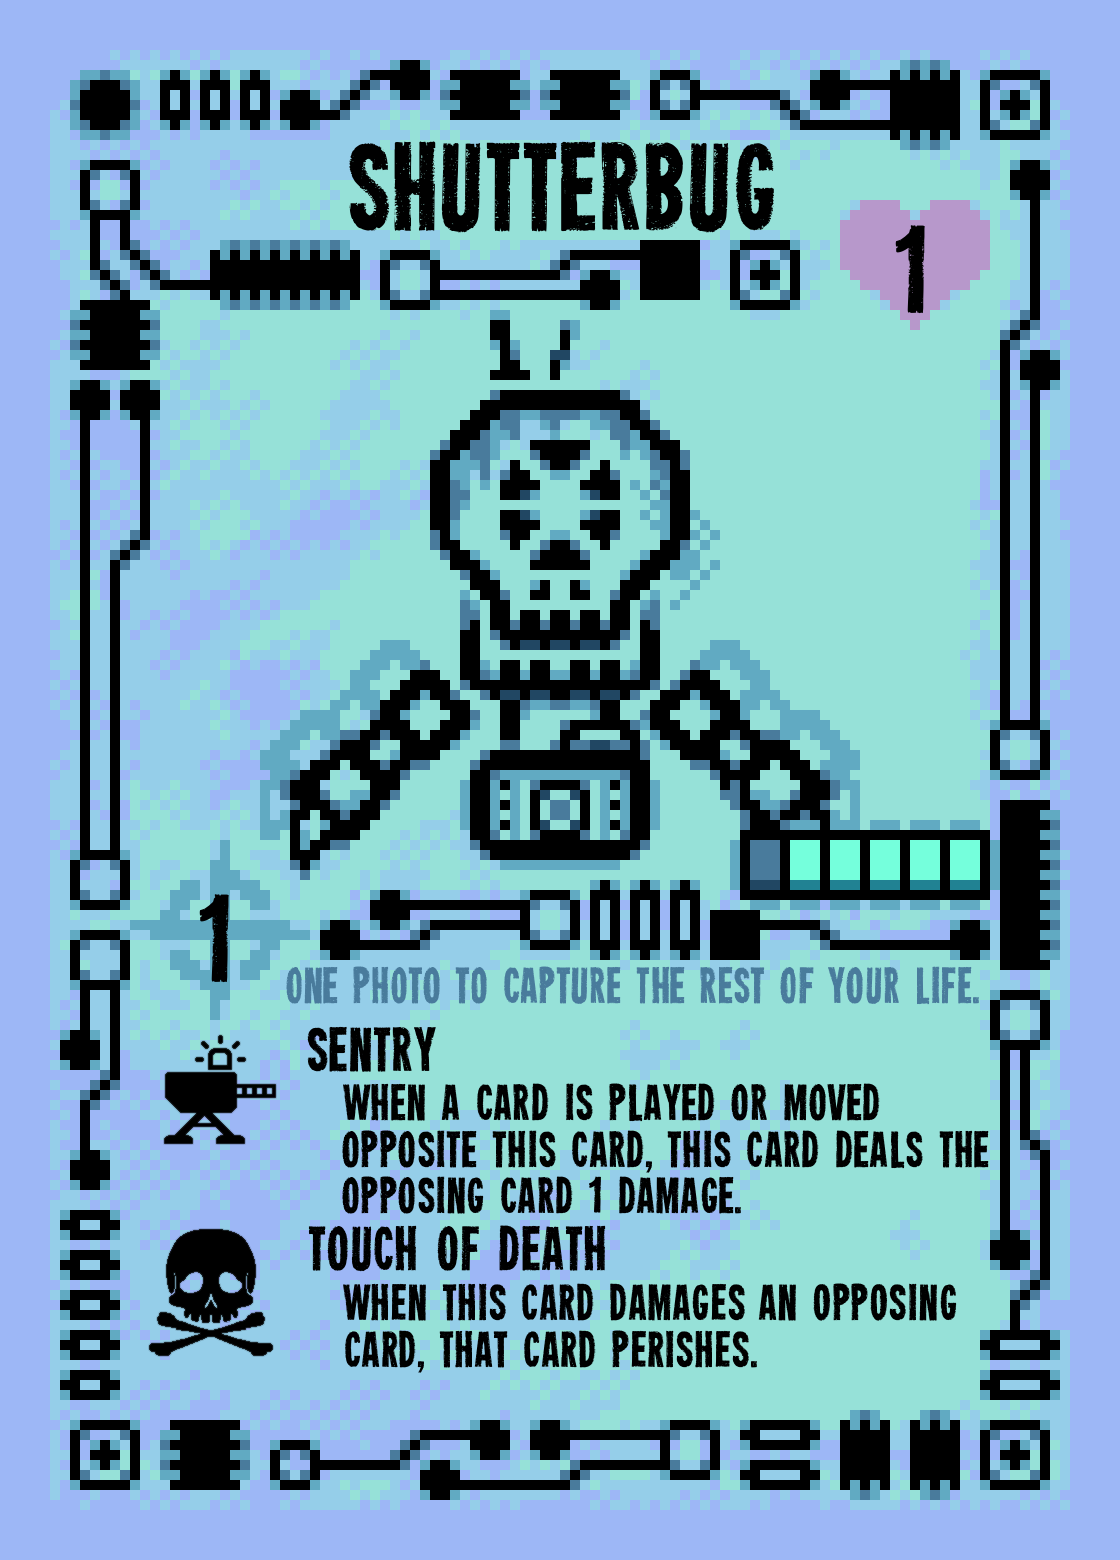 SHUTTERBUG
1
1
ONE PHOTO TO CAPTURE THE REST OF YOUR LIFE.
SENTRY
WHEN A CARD IS PLAYED OR MOVED
OPPOSITE THIS CARD, THIS CARD DEALS THE
OPPOSING CARD 1 DAMAGE.
TOUCH OF DEATH
WHEN THIS CARD DAMAGES AN OPPOSING
CARD, THAT CARD PERISHES.